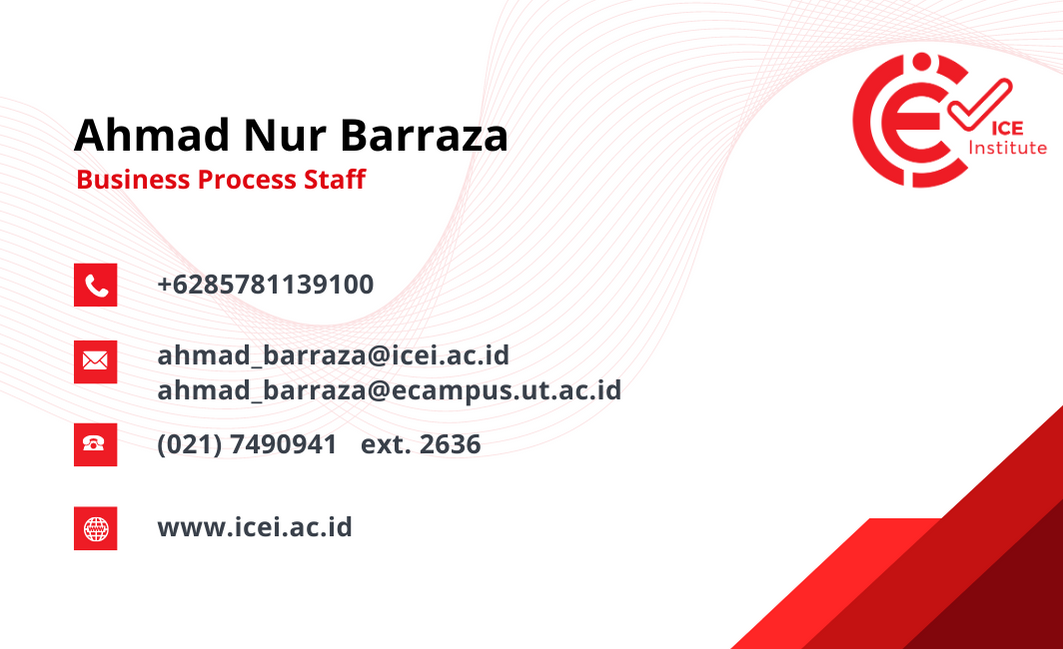 ICE
Institute
Ahmad Nur Barraza
Business Process Staff
+6285781139100
ahmad_barraza@icei.ac.id
ahmad_barraza@ecampus.ut.ac.id
(021) 7490941 ext. 2636
www.icei.ac.id